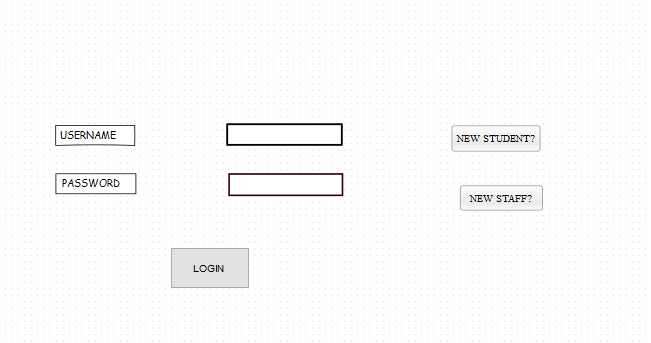 USERNAME
NEW STUDENT?
PASSWORD
NEW STAFF?
LOGIN